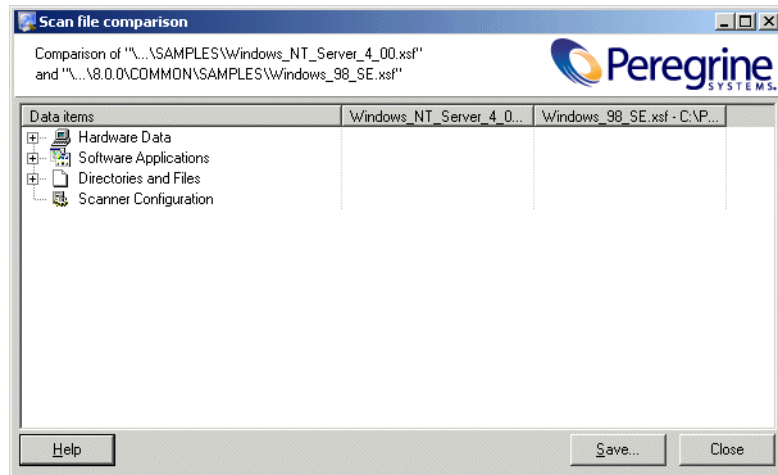 Scan file comparison
Comparison of "\...\SAMPLES\Windows_NT_Server_4_00.xsf"
and "\...\8.0.0\COMMON\SAMPLES\Windows_98_SE.xsf"
Peregrine
SYSTEMS
Data items Windows_NT_Server_4_0... Windows_98_SE.xsf - C:\P...
Hardware Data
Software Applications
Directories and Files
Scanner Configuration
Help Save... Close